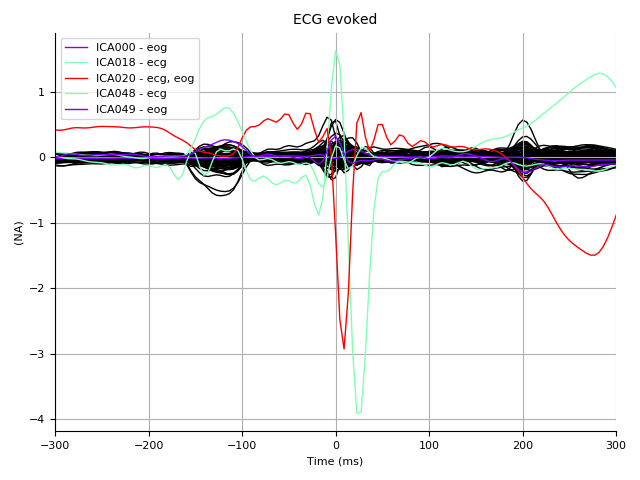 ECG evoked
ICA000 - eog
ICA018 - ecg
ICA020 - ecg, eog
ICA048 - ecg
ICA049 - eog
1
0
−1
−2
−3
−4
(NA)
−300 −200 −100 0 100 200 300
Time (ms)